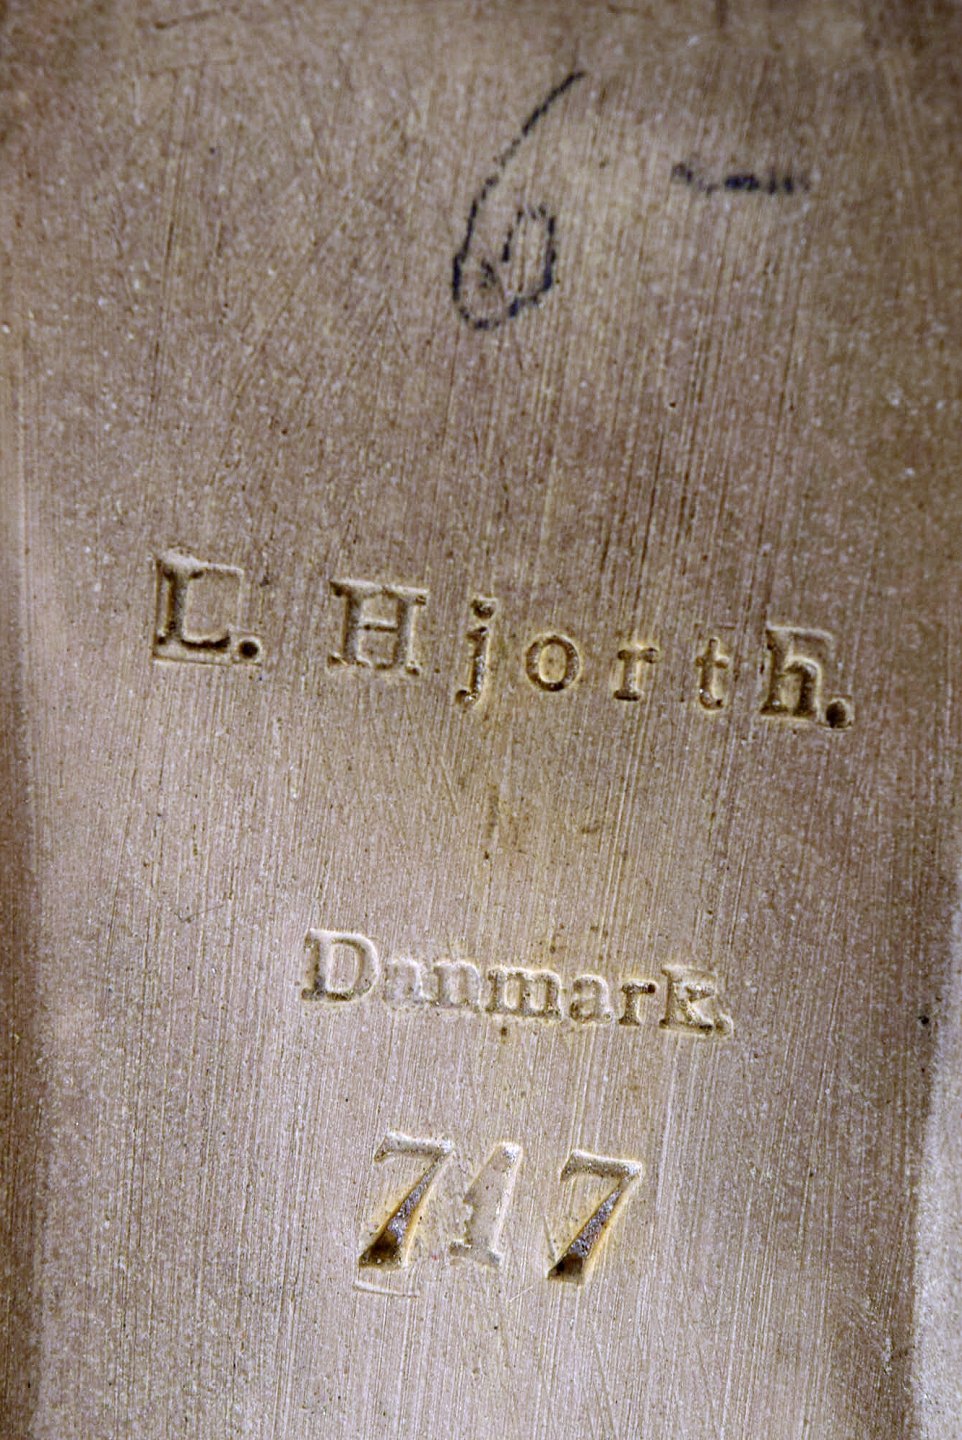 6-
L. Hjorth.
Danmark.
717